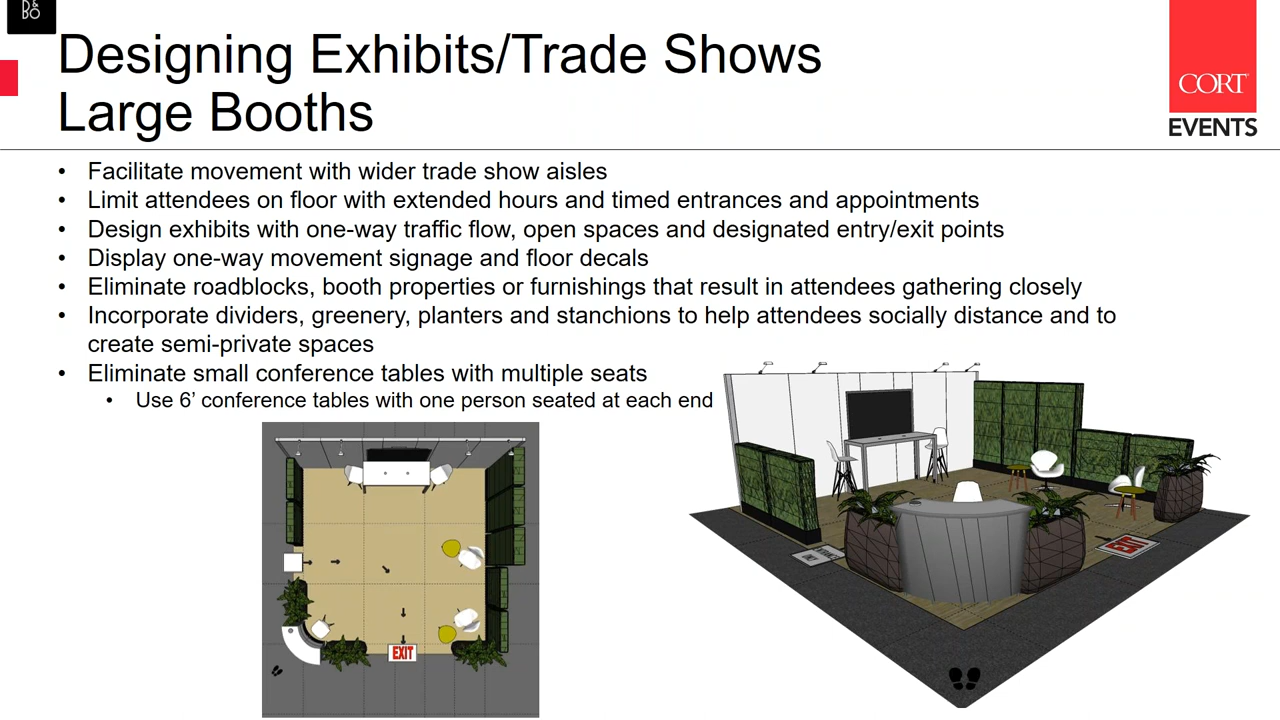 D&
BO
Designing Exhibits/Trade Shows
Large Booths
CORT
EVENTS
• Facilitate movement with wider trade show aisles
• Limit attendees on floor with extended hours and timed entrances and appointments
• Design exhibits with one-way traffic flow, open spaces and designated entry/exit points
• Display one-way movement signage and floor decals
• Eliminate roadblocks, booth properties or furnishings that result in attendees gathering closely
• Incorporate dividers, greenery, planters and stanchions to help attendees socially distance and to
create semi-private spaces
• Eliminate small conference tables with multiple seats
• Use 6’ conference tables with one person seated at each end
EXIT
EXIT